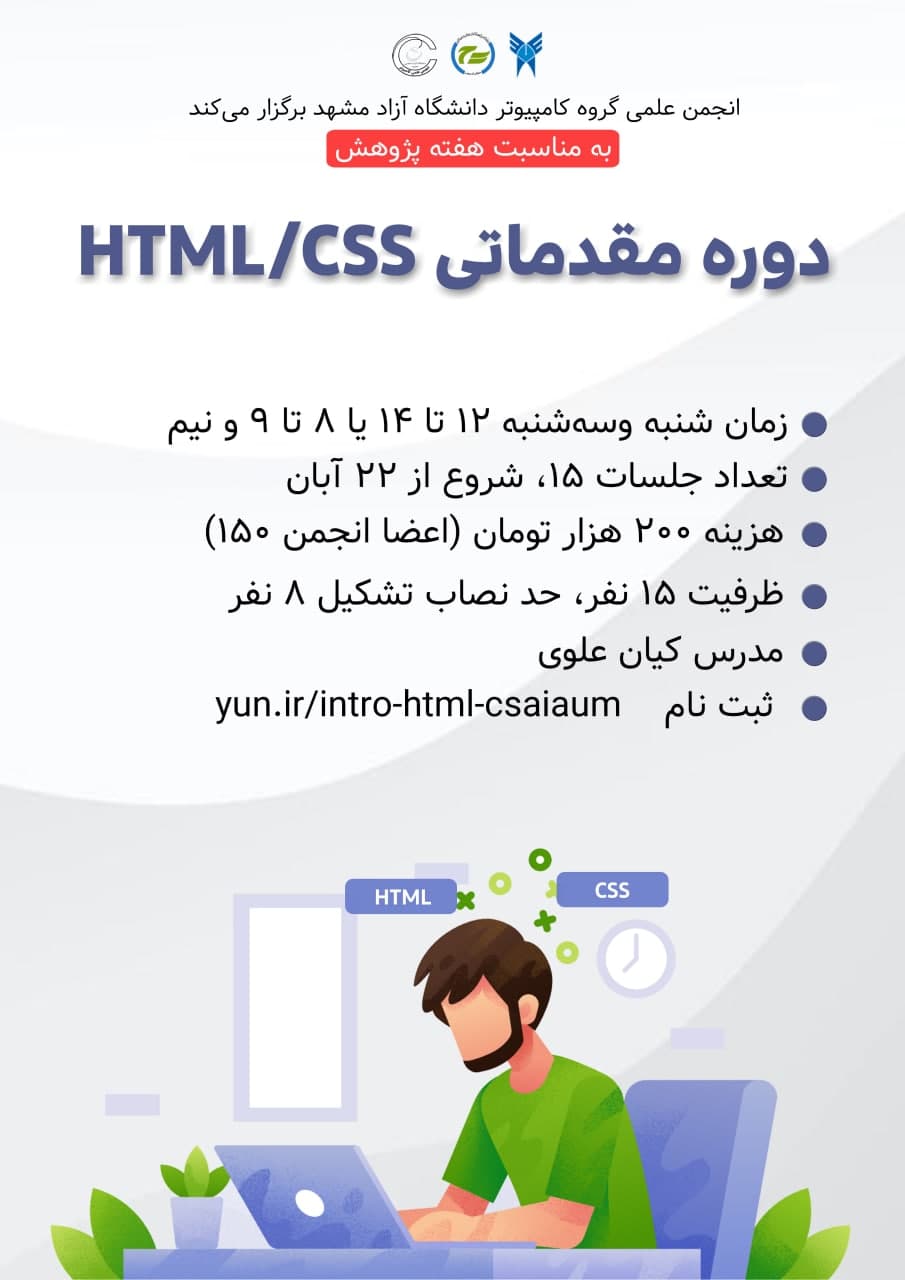 انجمن علمی گروه کامپیوتر دانشگاه آزاد مشهد برگزار می‌کند
به مناسبت هفته پژوهش
دوره مقدماتی HTML/CSS
زمان شنبه وسه‌شنبه ۱۲ تا ۱۴ یا ۸ تا ۹ و نیم
تعداد جلسات ۱۵، شروع از ۲۲ آبان
هزینه ۲۰۰ هزار تومان (اعضا انجمن ۱۵۰)
ظرفیت ۱۵ نفر، حد نصاب تشکیل ۸ نفر
مدرس کیان علوی
ثبت نام yun.ir/intro-html-csaiaum
CSS
HTML